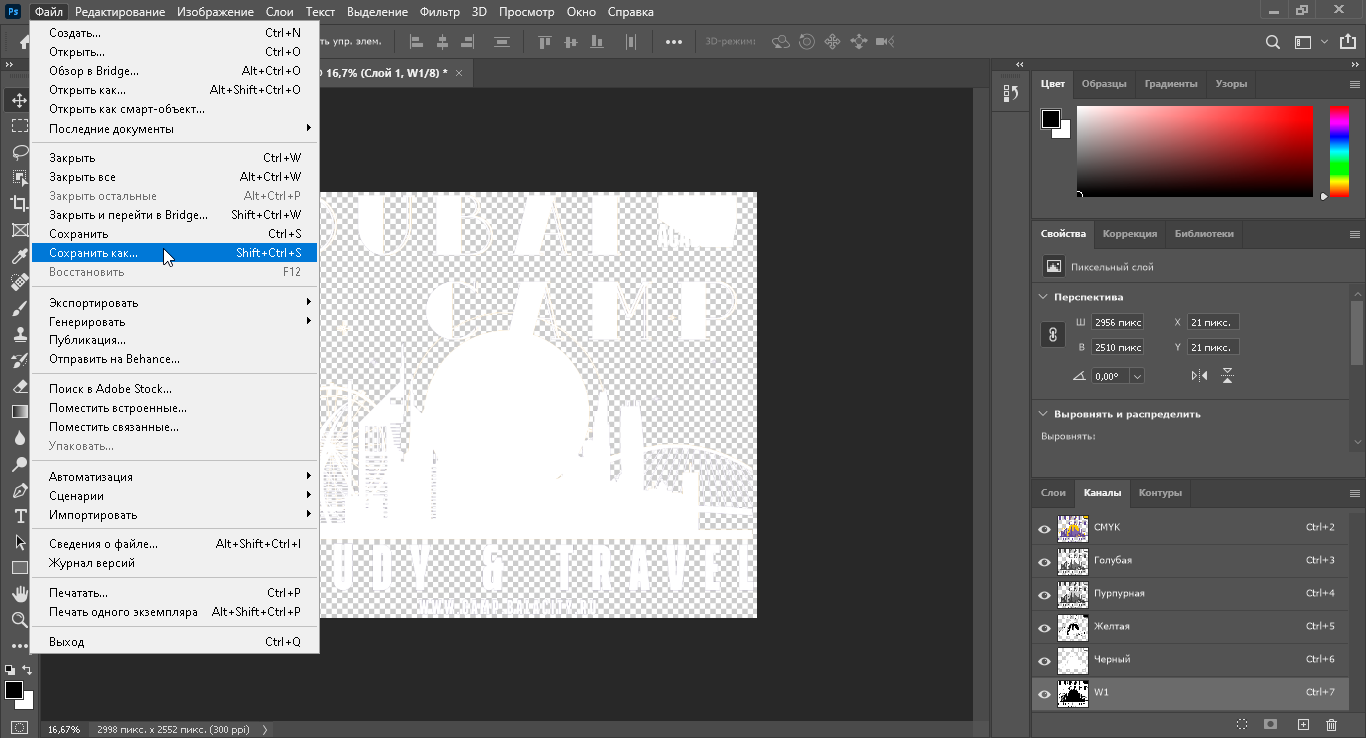 Ps Файл Редактирование Изображение Слои Текст Выделение Фильтр 3D Просмотр Окно Справка
Создать... Ctrl+N
Открыть... Ctrl+O
Обзор в Bridge... Alt+Ctrl+O
Открыть как... Alt+Shift+Ctrl+O
Открыть как смарт-объект...
Последние документы
Закрыть Ctrl+W
Закрыть все Alt+Ctrl+W
Закрыть остальные Alt+Ctrl+P
Закрыть и перейти в Bridge... Shift+Ctrl+W
Сохранить Ctrl+S
Сохранить как... Shift+Ctrl+S
Восстановить F12
Экспортировать
Генерировать
Публикация...
Отправить на Behance...
Поиск в Adobe Stock...
Поместить встроенные...
Поместить связанные...
Упаковать...
Автоматизация
Сценарии
Импортировать
Сведения о файле... Alt+Shift+Ctrl+I
Журнал версий
Печатать... Ctrl+P
Печать одного экземпляра Alt+Shift+Ctrl+P
Выход Ctrl+Q
ть упр. элем.
3D-режим:
16,7% (Слой 1, W1/8) *
UBAI
CAMP
UDY & TRAVEL
16,67% 2998 пикс. x 2552 пикс. (300 ppi)
Цвет Образцы Градиенты Узоры
Свойства Коррекция Библиотеки
Пиксельный слой
Перспектива
Ш 2956 пикс X 21 пикс.
В 2510 пикс Y 21 пикс.
0,00°
Выровнять и распределить
Выровнять:
Слои Каналы Контуры
CMYK Ctrl+2
Голубая Ctrl+3
Пурпурная Ctrl+4
Желтая Ctrl+5
Черный Ctrl+6
W1 Ctrl+7